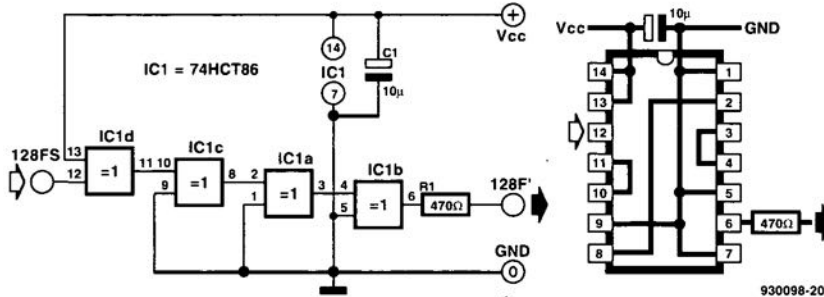 IC1 = 74HCT86
14
IC1
7
C1
10µ
+
Vcc
128FS
13
12
IC1d
=1
11
10
9
IC1c
=1
8
2
1
IC1a
=1
3
4
5
IC1b
=1
6
R1
470Ω
128F'
GND
0
Vcc
10µ
GND
14
13
12
11
10
9
8
1
2
3
4
5
6
7
470Ω
930098-20